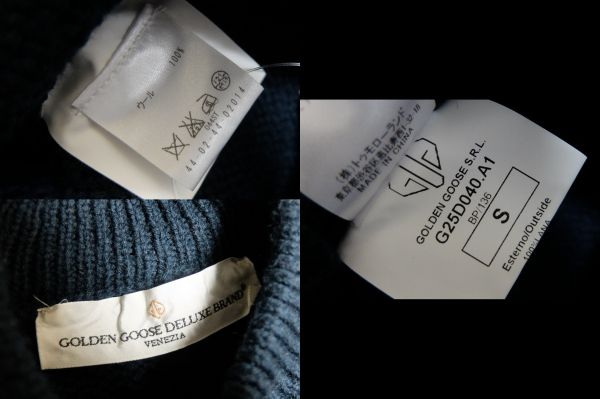 ウール 100%
44-02-44-02014
GOLDEN GOOSE DELUXE BRAND
VENEZIA
(株)トゥモローランド
MADE IN CHINA
GOLDEN GOOSE S.R.L.
G25D040.A1
BP/136
S
Esterno/Outside
100% LANA